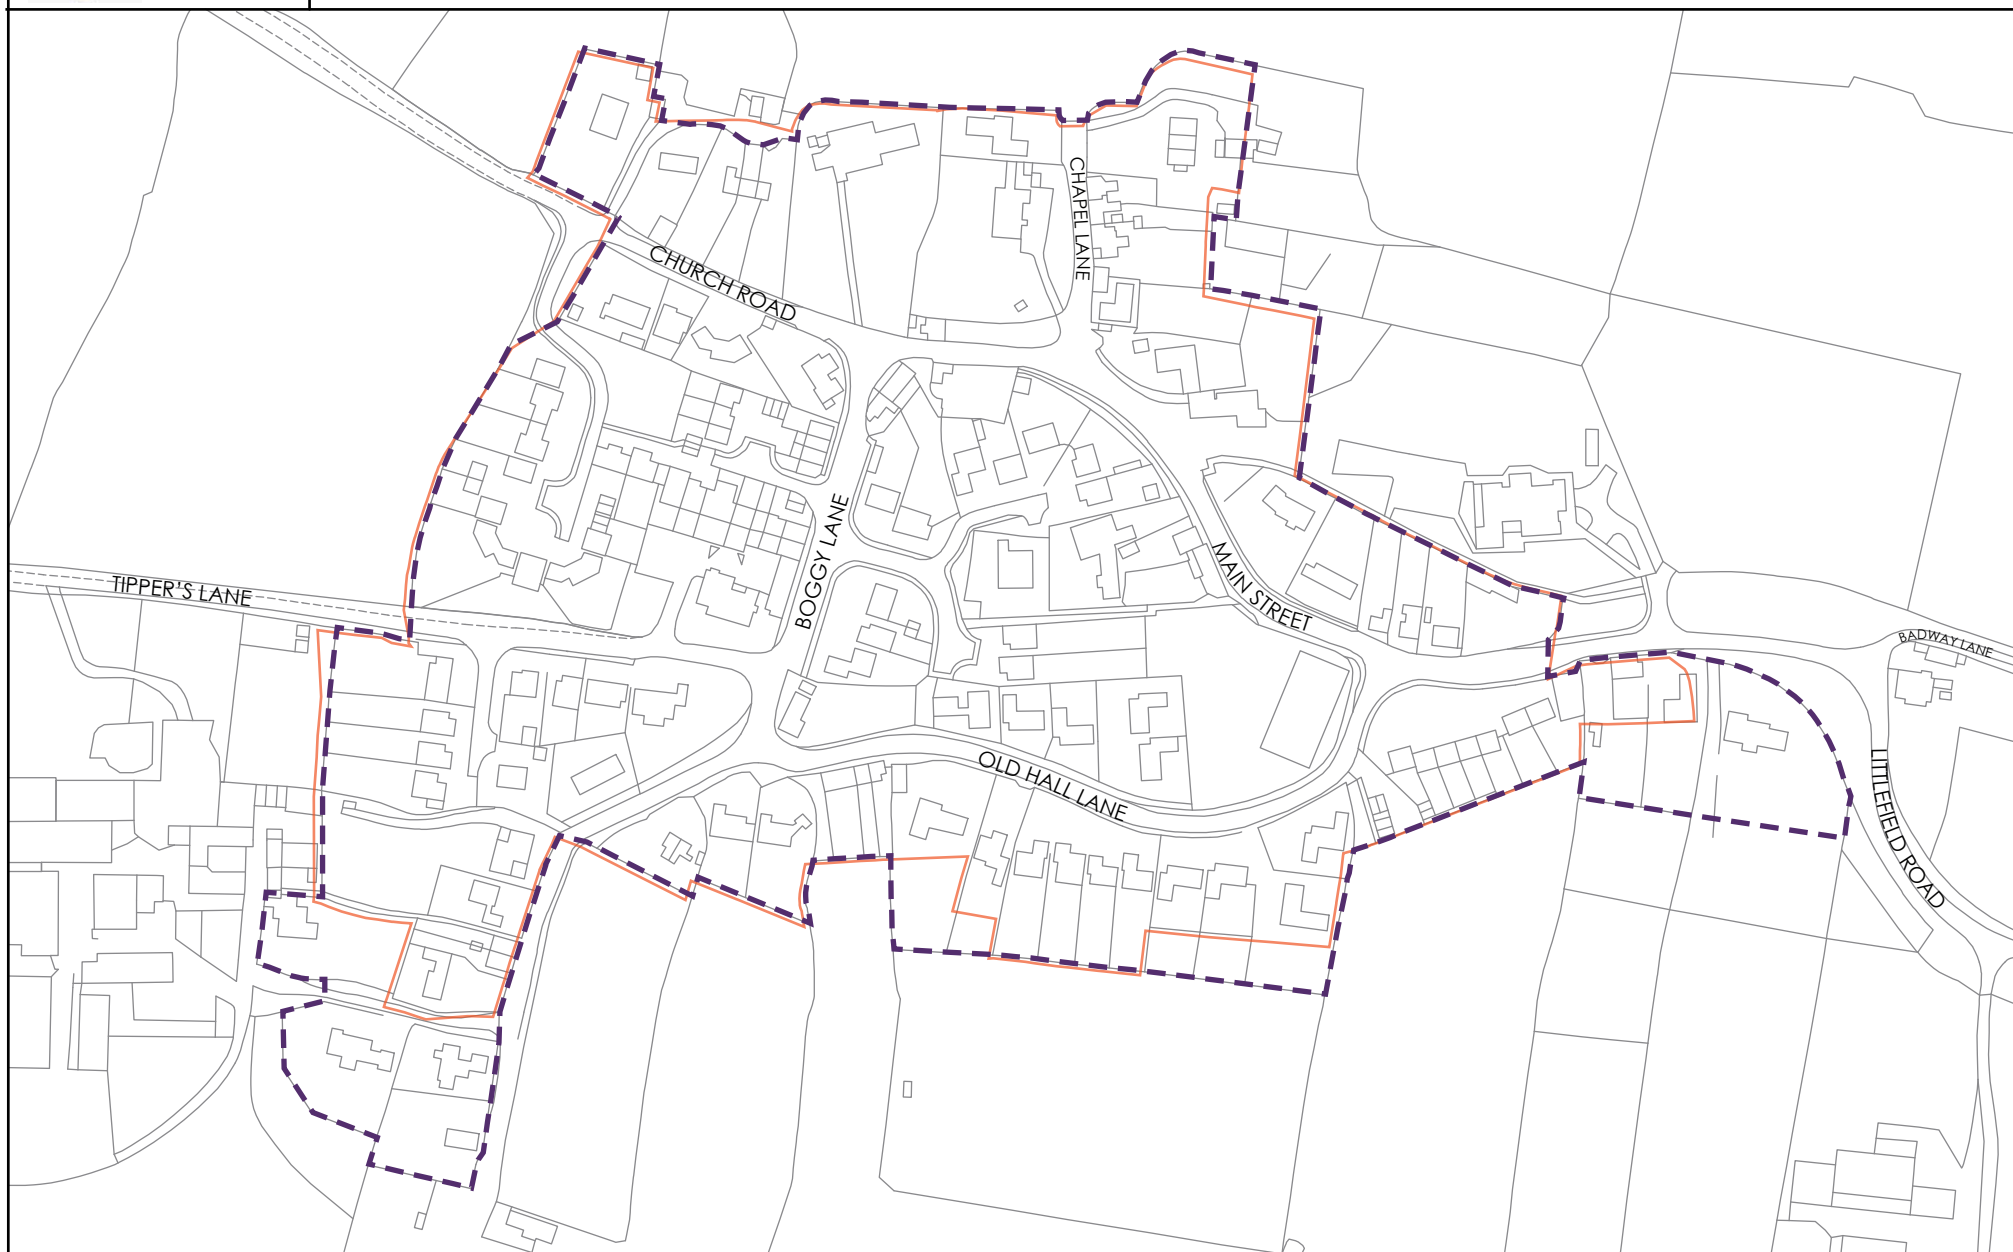 CHAPEL LANE
CHURCH ROAD
BOGGY LANE
TIPPER'S LANE
MAIN STREET
BADWAY LANE
OLD HALL LANE
LITTLEFIELD ROAD